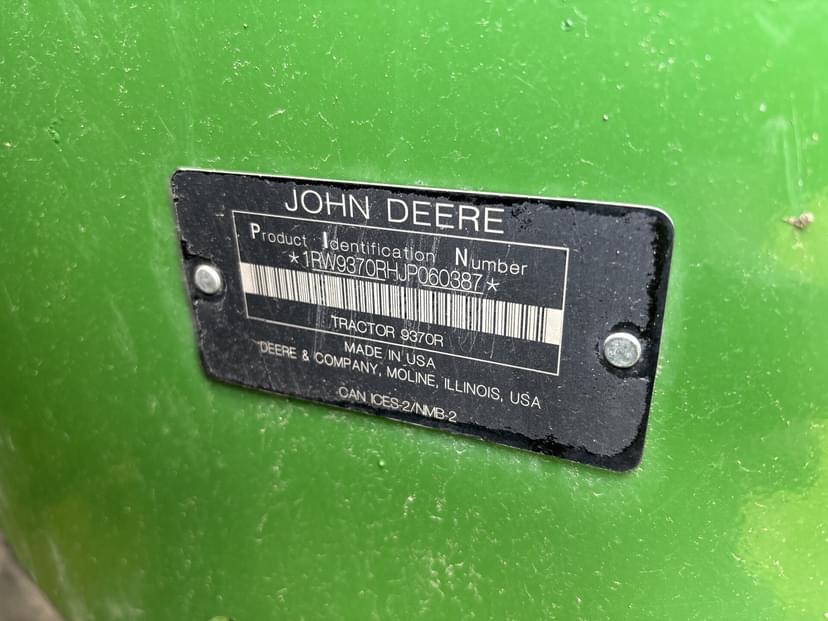 JOHN DEERE
Product Identification Number
*1RW9370RHJP060387*
TRACTOR 9370R
MADE IN USA
DEERE & COMPANY, MOLINE, ILLINOIS, USA
CAN ICES-2/NMB-2